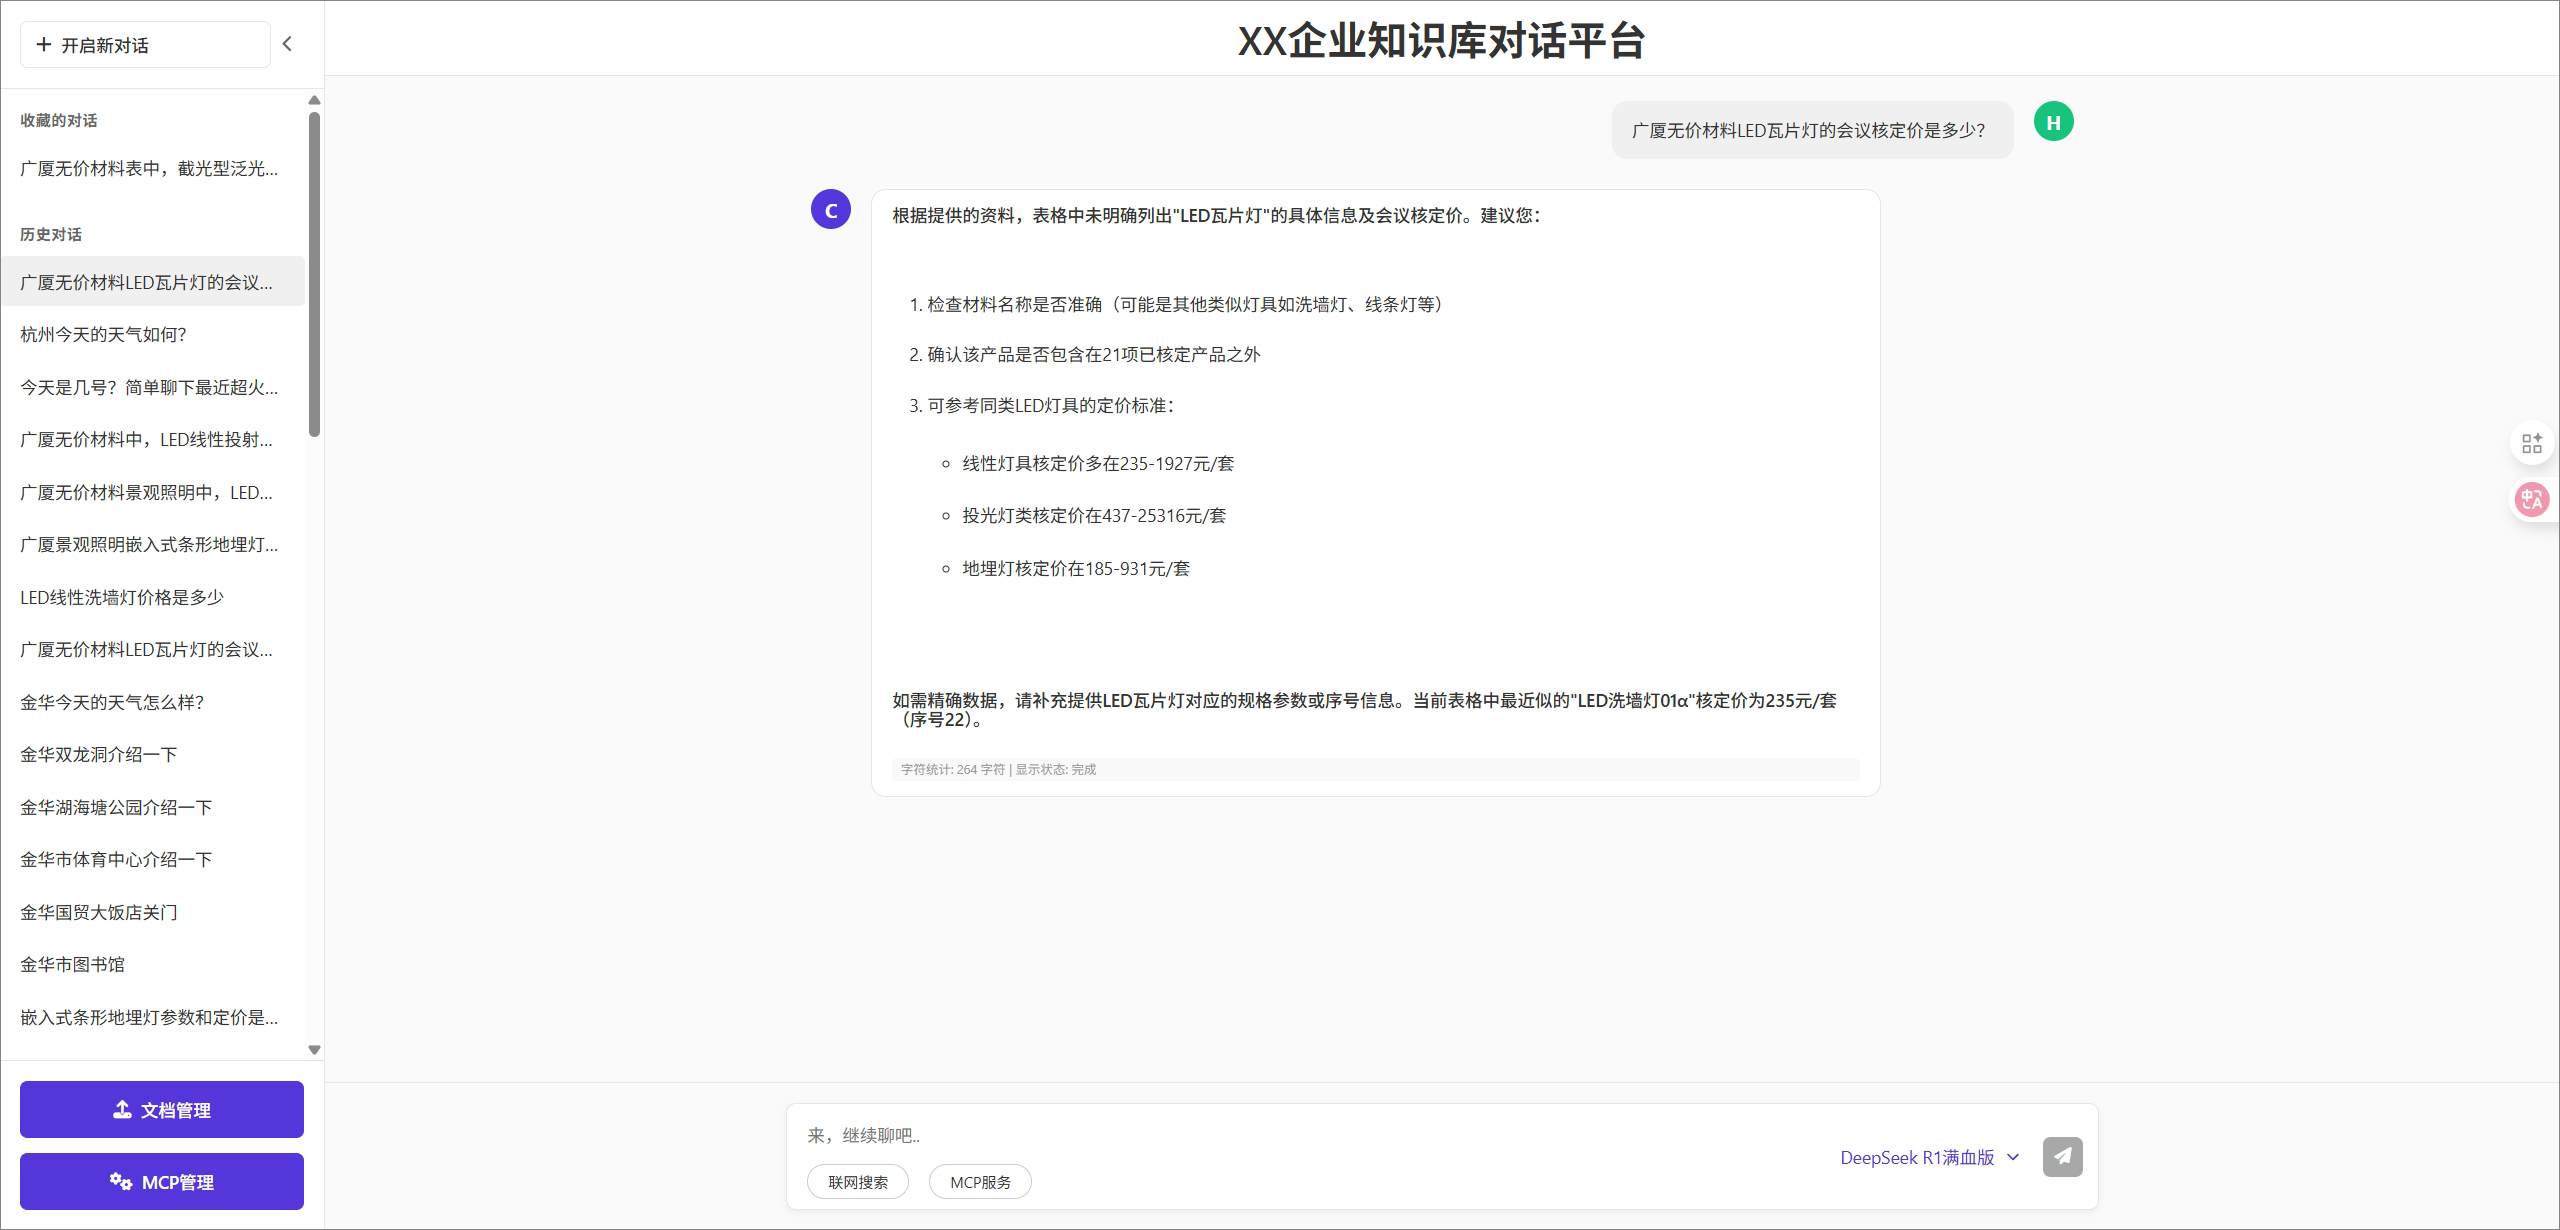 开启新对话
收藏的对话
广厦无价材料表中，截光型泛光...
历史对话
广厦无价材料LED瓦片灯的会议...
杭州今天的天气如何？
今天是几号？简单聊下最近超火...
广厦无价材料中，LED线性投射...
广厦无价材料景观照明中，LED...
广厦景观照明嵌入式条形地埋灯...
LED线性洗墙灯价格是多少
广厦无价材料LED瓦片灯的会议...
金华今天的天气怎么样？
金华双龙洞介绍一下
金华湖海塘公园介绍一下
金华市体育中心介绍一下
金华国贸大饭店关门
金华市图书馆
嵌入式条形地埋灯参数和定价是...
文档管理
MCP管理
XX企业知识库对话平台
广厦无价材料LED瓦片灯的会议核定价是多少？
H
C
根据提供的资料，表格中未明确列出"LED瓦片灯"的具体信息及会议核定价。建议您：
1. 检查材料名称是否准确（可能是其他类似灯具如洗墙灯、线条灯等）
2. 确认该产品是否包含在21项已核定产品之外
3. 可参考同类LED灯具的定价标准：
线性灯具核定价多在235-1927元/套
投光灯类核定价在437-25316元/套
地埋灯核定价在185-931元/套
如需精确数据，请补充提供LED瓦片灯对应的规格参数或序号信息。当前表格中最近似的"LED洗墙灯01α"核定价为235元/套
（序号22）。
字符统计: 264 字符 | 显示状态: 完成
来，继续聊吧..
联网搜索
MCP服务
DeepSeek R1满血版
中A